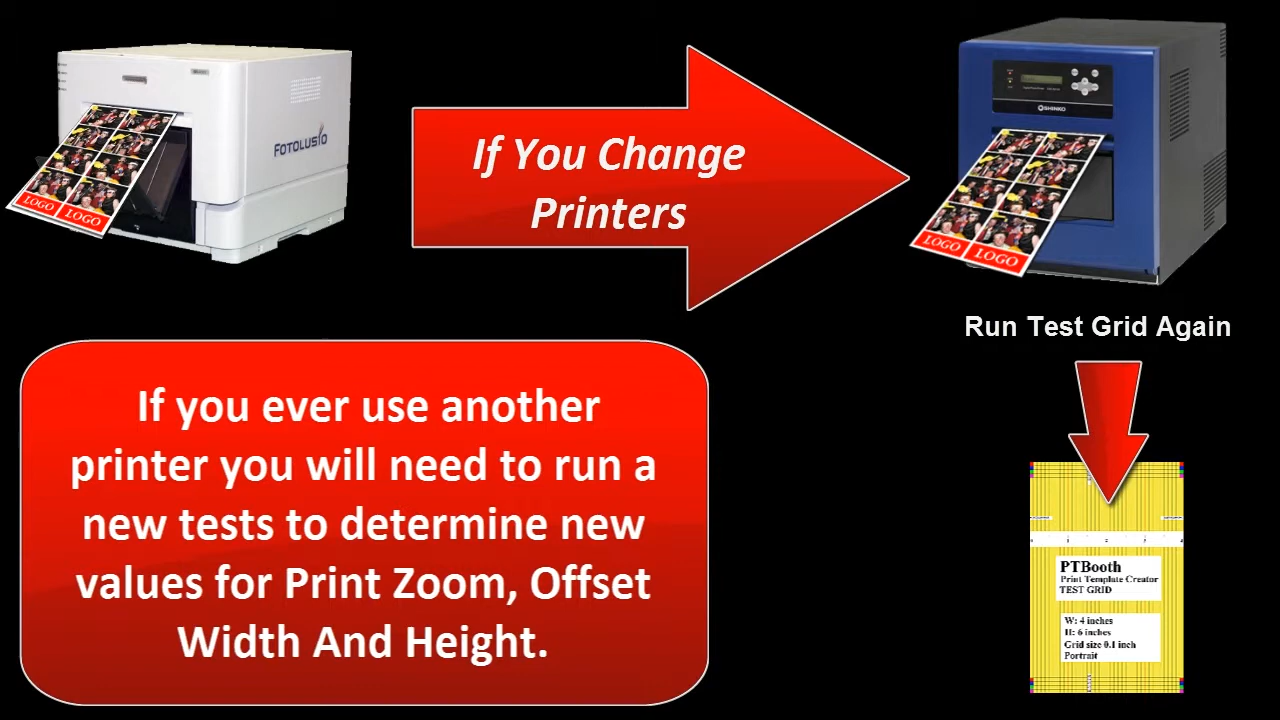 FOTOLUSIO
LOGO LOGO
If You Change
Printers
SHINKO
LOGO LOGO
Run Test Grid Again
If you ever use another
printer you will need to run a
new tests to determine new
values for Print Zoom, Offset
Width And Height.
PTBooth
Print Template Creator
TEST GRID
W: 4 inches
H: 6 inches
Grid size 0.1 inch
Portrait